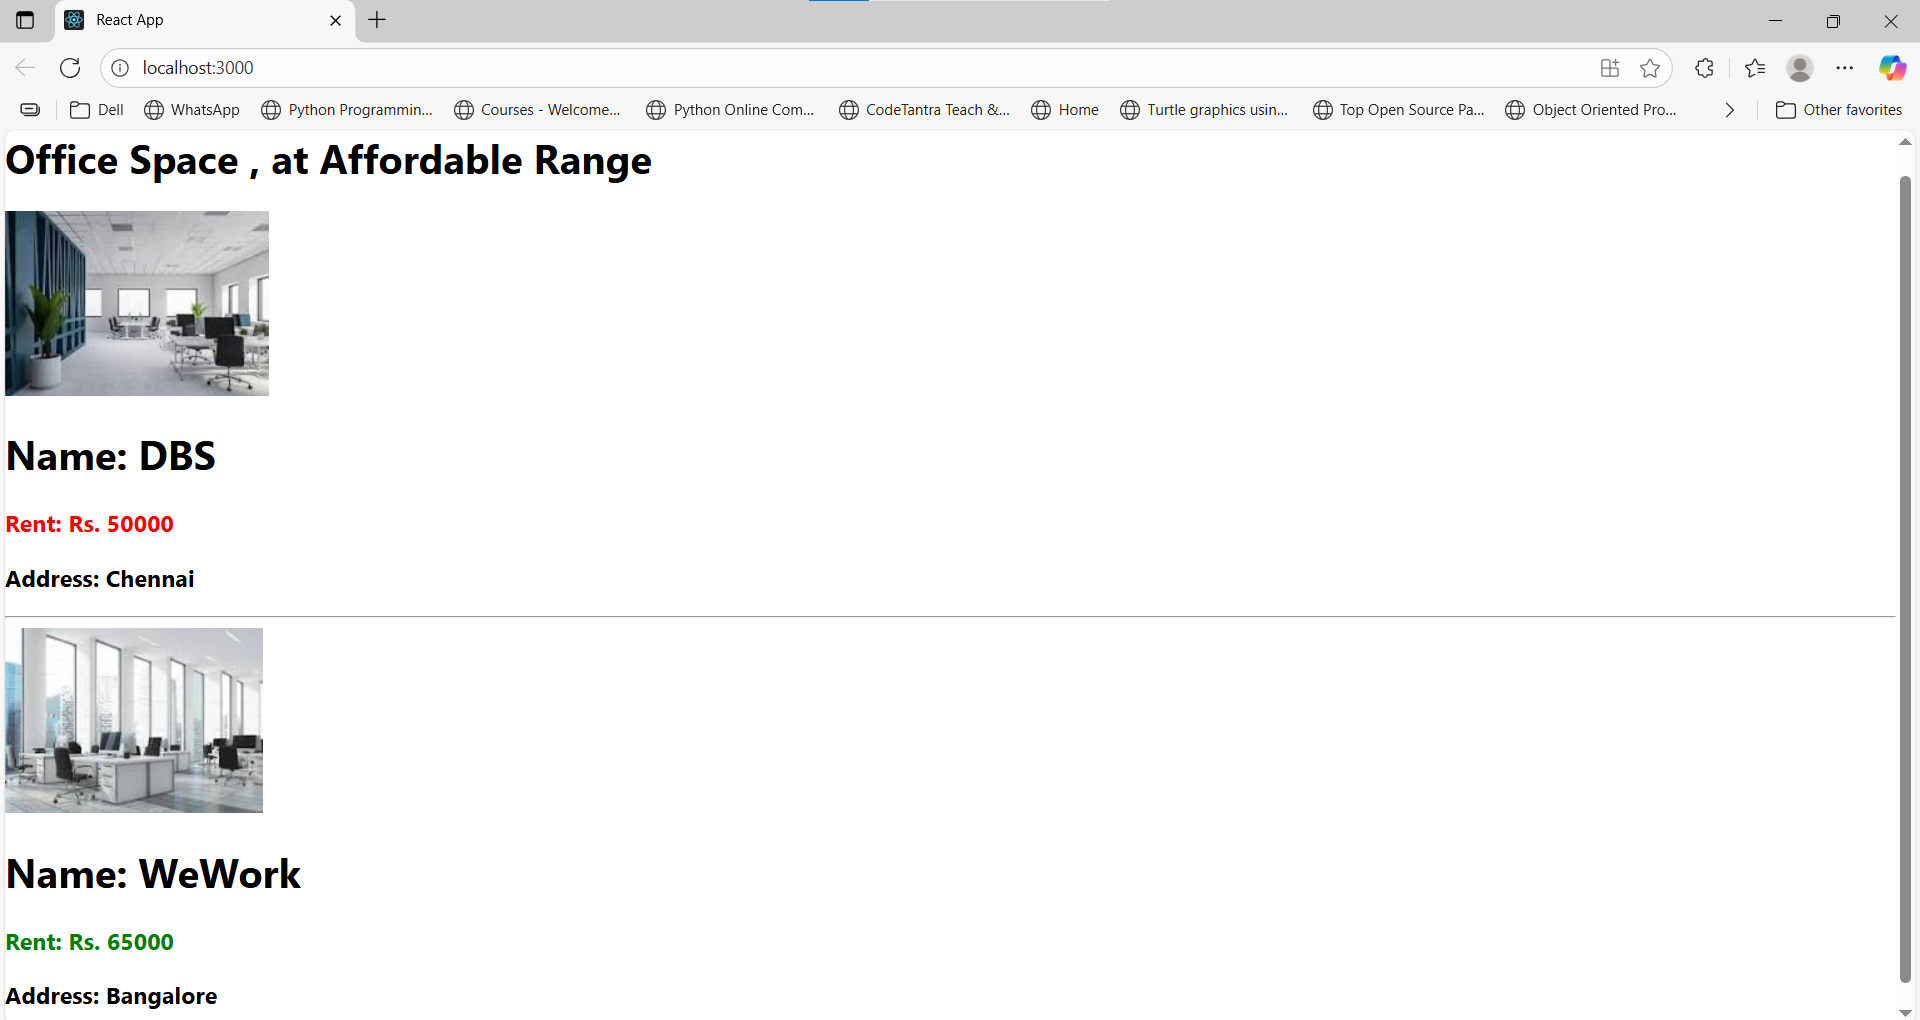 React App
localhost:3000
Dell
WhatsApp
Python Programmin...
Courses - Welcome...
Python Online Com...
CodeTantra Teach &...
Home
Turtle graphics usin...
Top Open Source Pa...
Object Oriented Pro...
Other favorites
Office Space , at Affordable Range
Name: DBS
Rent: Rs. 50000
Address: Chennai
Name: WeWork
Rent: Rs. 65000
Address: Bangalore